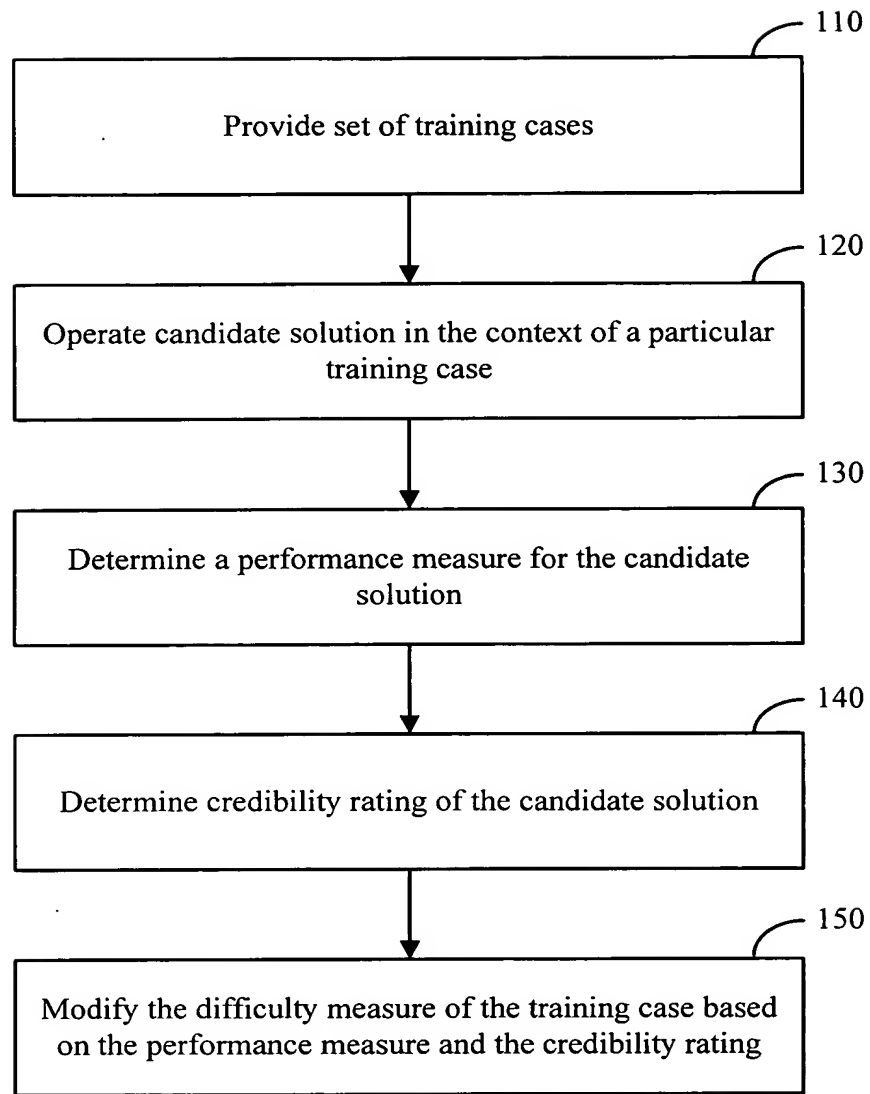 110
Provide set of training cases
120
Operate candidate solution in the context of a particular
training case
130
Determine a performance measure for the candidate
solution
140
Determine credibility rating of the candidate solution
150
Modify the difficulty measure of the training case based
on the performance measure and the credibility rating